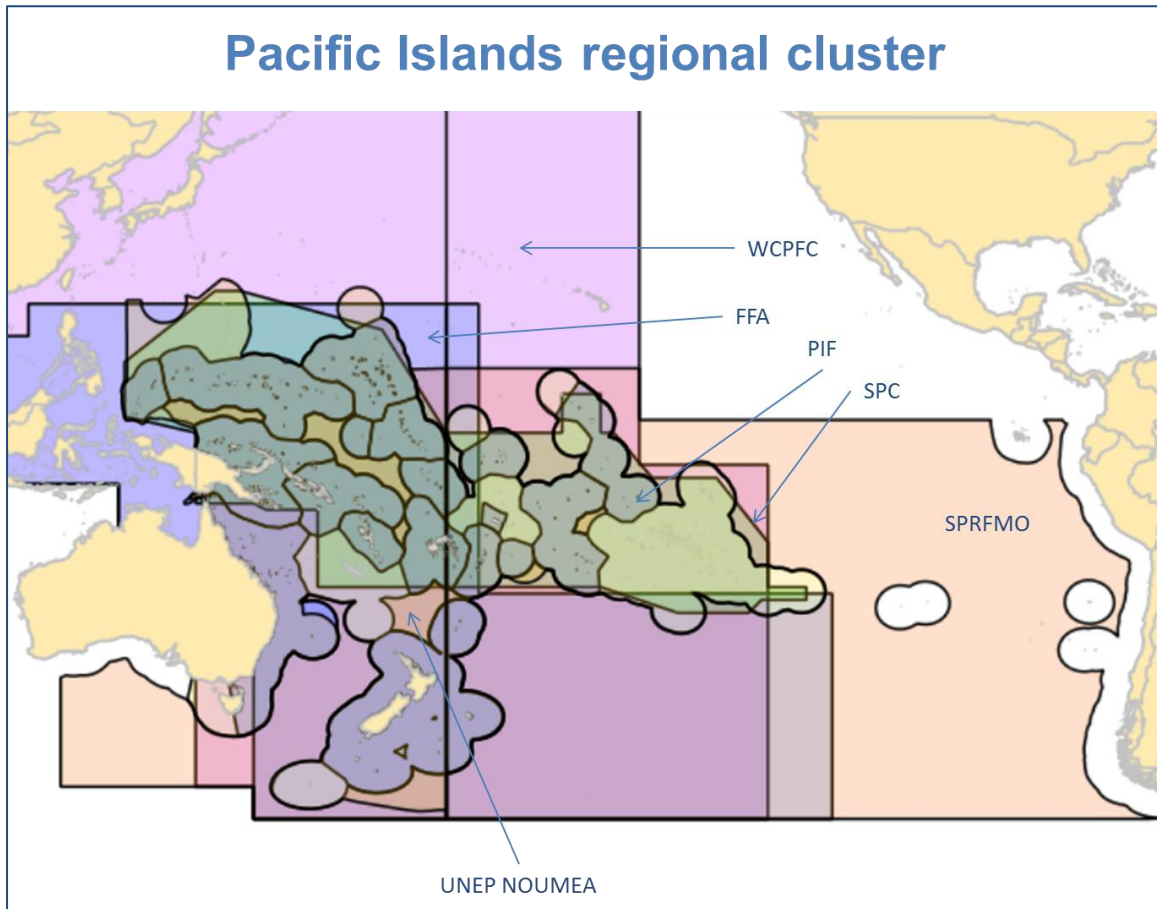 Pacific Islands regional cluster
WCPFC
FFA
PIF
SPC
SPRFMO
UNEP NOUMEA